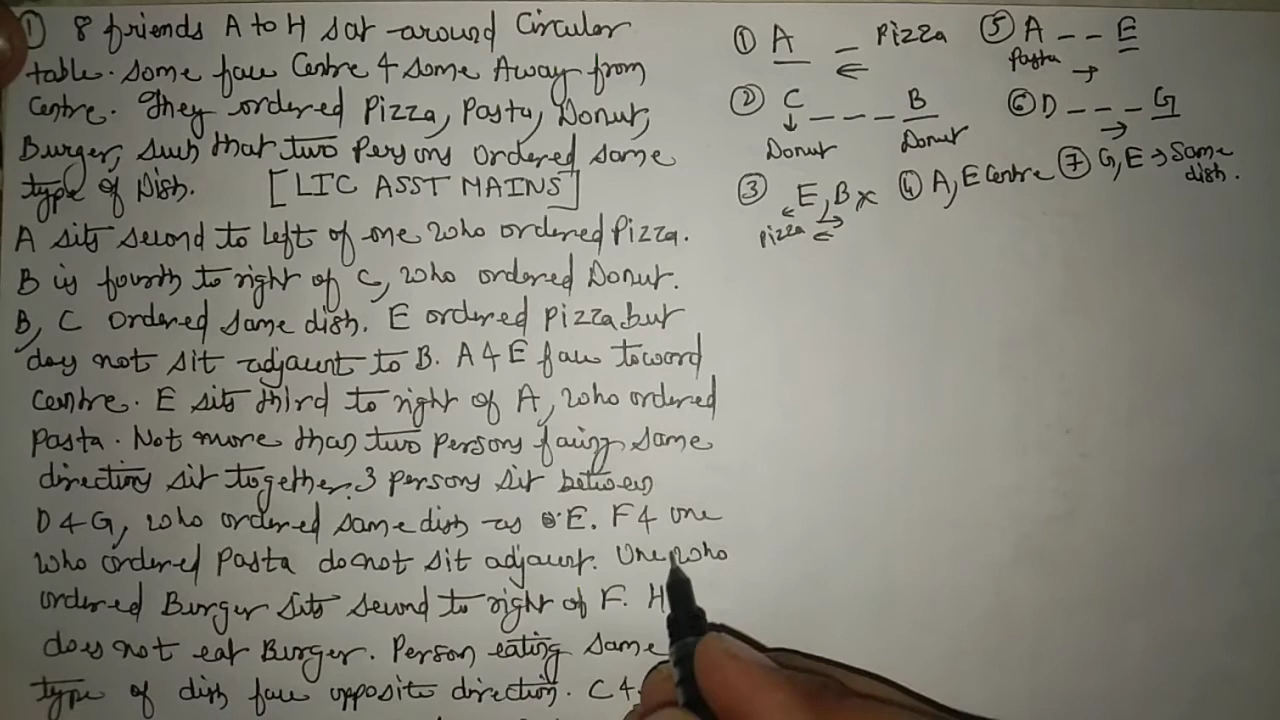 ① 8 friends A to H sat around Circular
table. Some face Centre & some Away from
Centre. They ordered Pizza, Pasta, Donut,
Burger, such that two Persons ordered same
type of Dish. [LIC ASST MAINS]
A sits second to left of one who ordered Pizza.
B is fourth to right of C, who ordered Donut.
B, C ordered same dish. E ordered pizza but
does not sit adjacent to B. A & E face toward
Centre. E sits third to right of A, who ordered
pasta. Not more than two persons facing same
directions sit together. 3 persons sit between
D & G, who ordered same dish as E. F & one
who ordered Pasta do not sit adjacent. One who
ordered Burger sits second to right of F. H
does not eat Burger. Person eating same
type of dish face opposite direction. C &
① A _ Pizza
←
② C _ _ _ B
↓
Donut Donut
③ E, B ×
Pizza
④ A, E Centre
⑤ A _ _ E
Pasta →
⑥ D _ _ _ G
→
⑦ G, E → Same
dish.